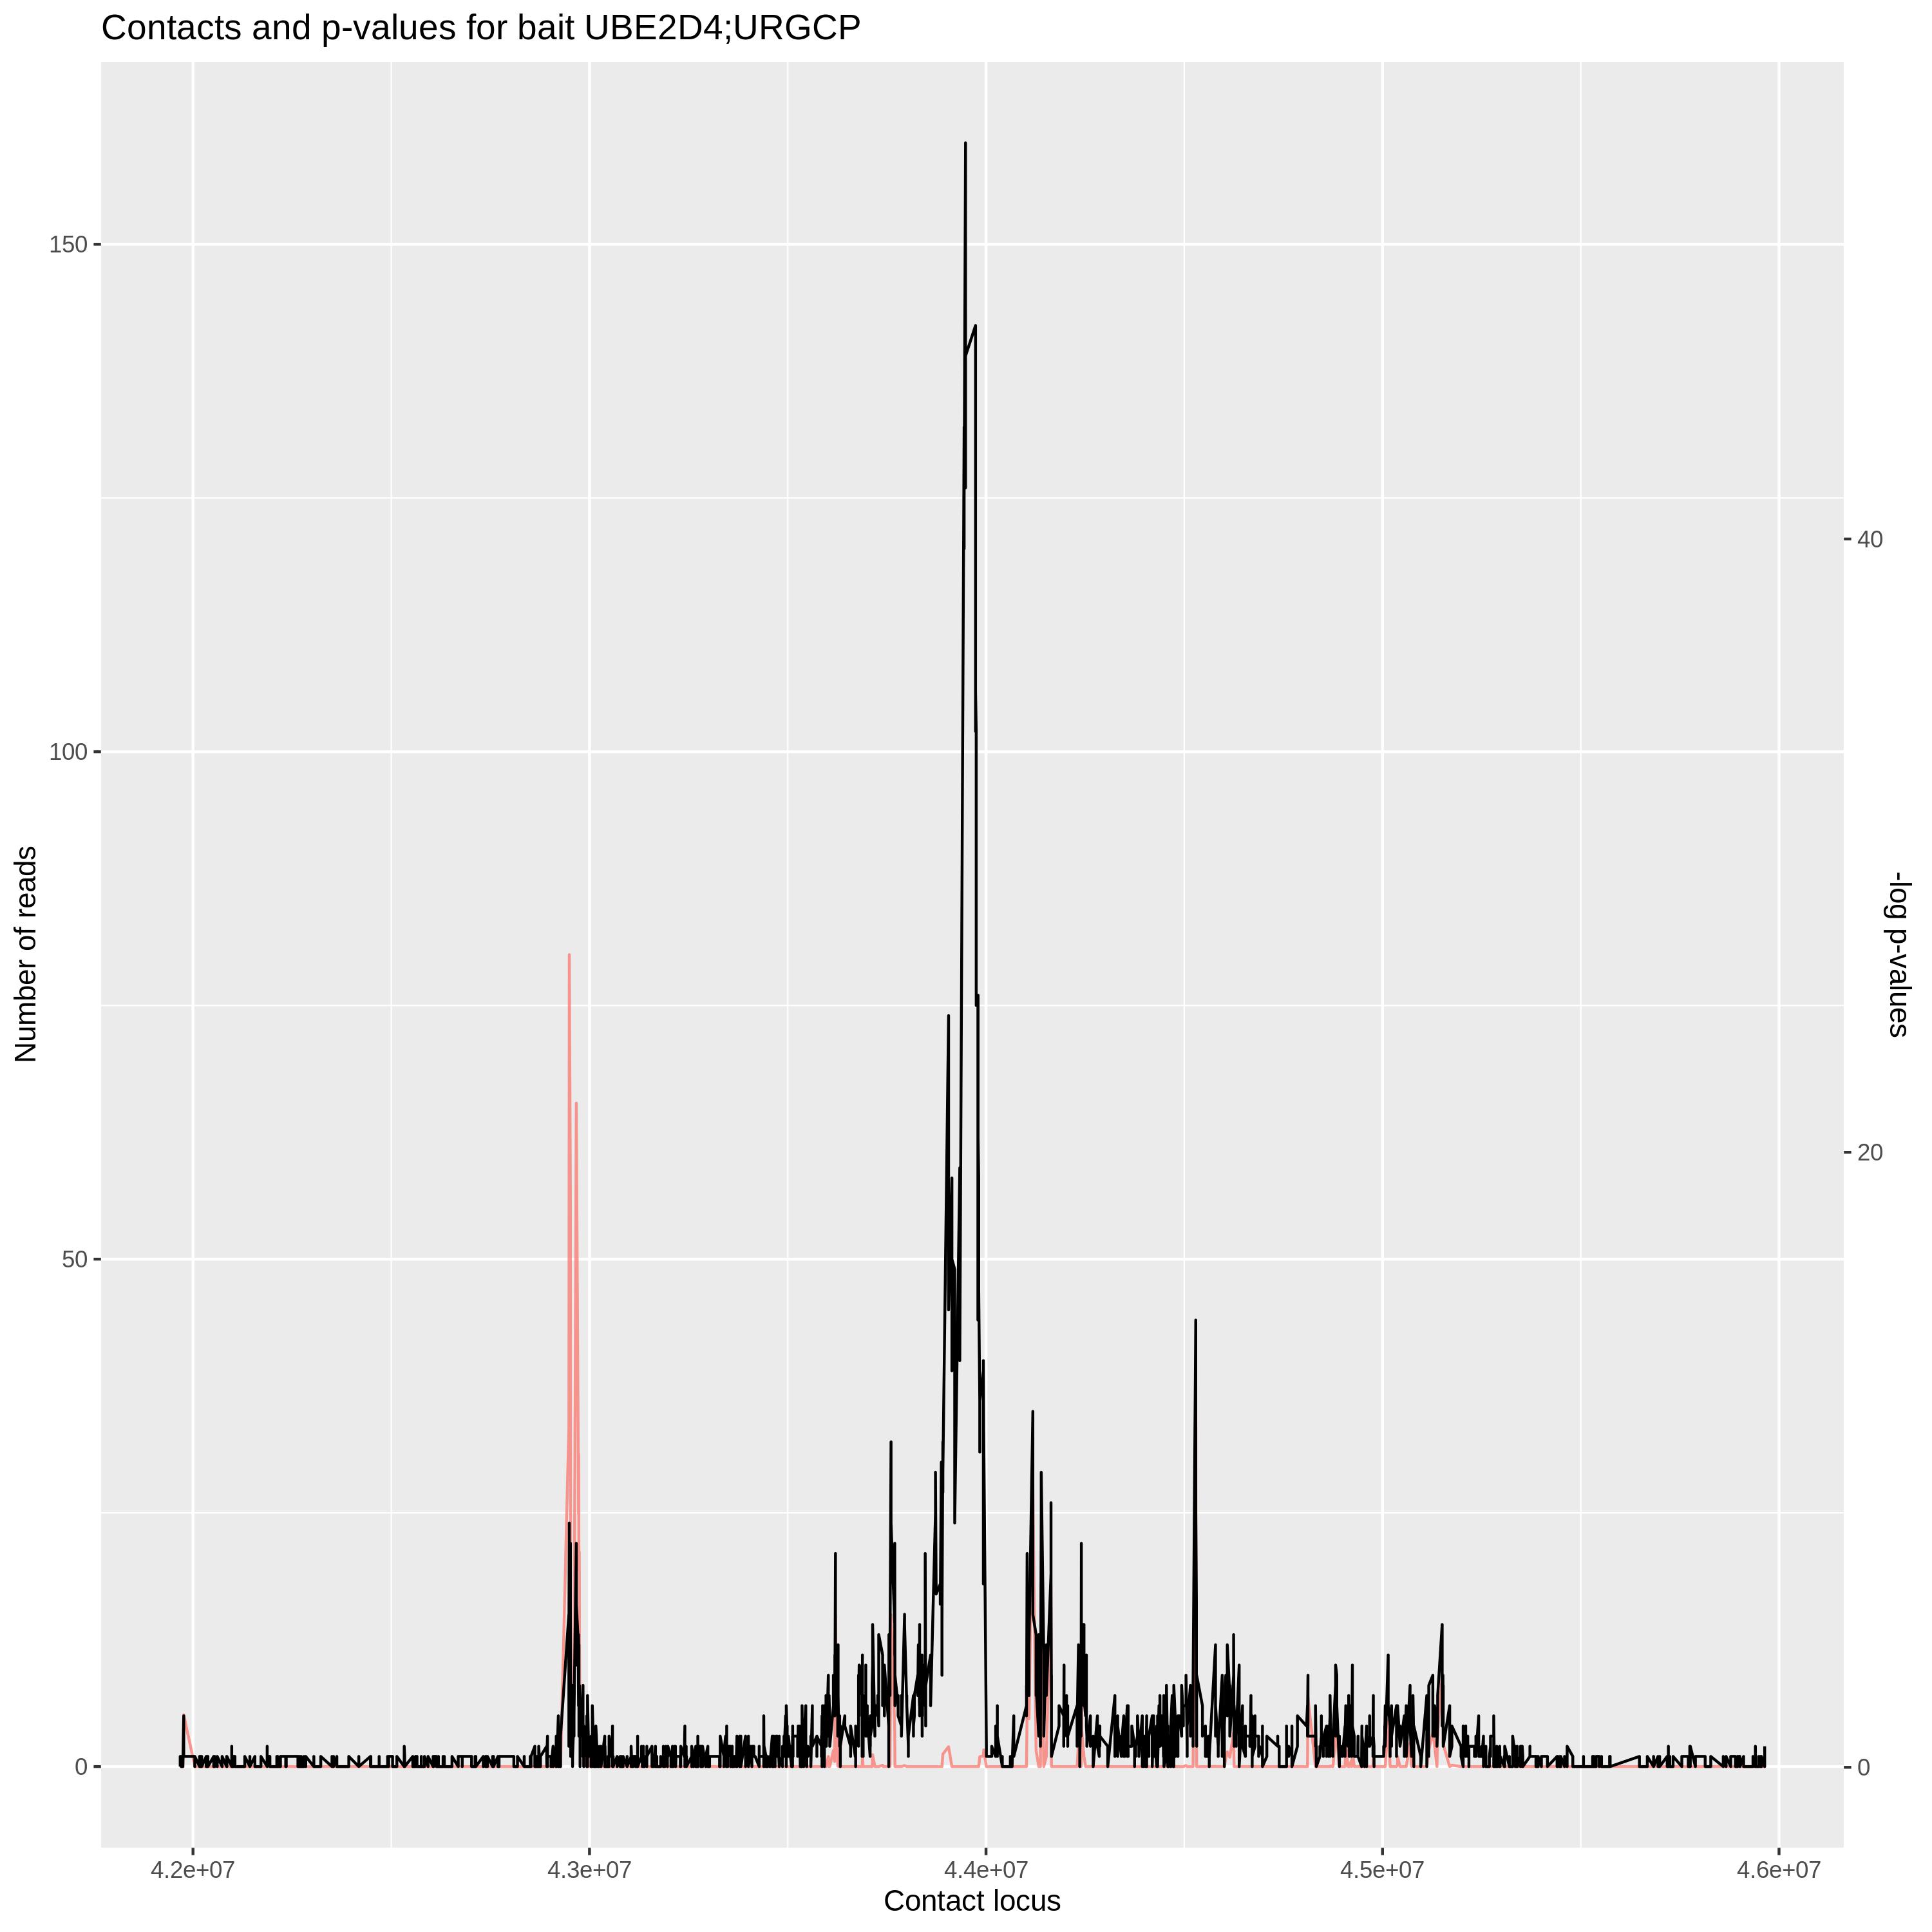 Contacts and p-values for bait UBE2D4;URGCP
150
100
50
0
Number of reads
40
20
0
-log p-values
4.2e+07
4.3e+07
4.4e+07
4.5e+07
4.6e+07
Contact locus